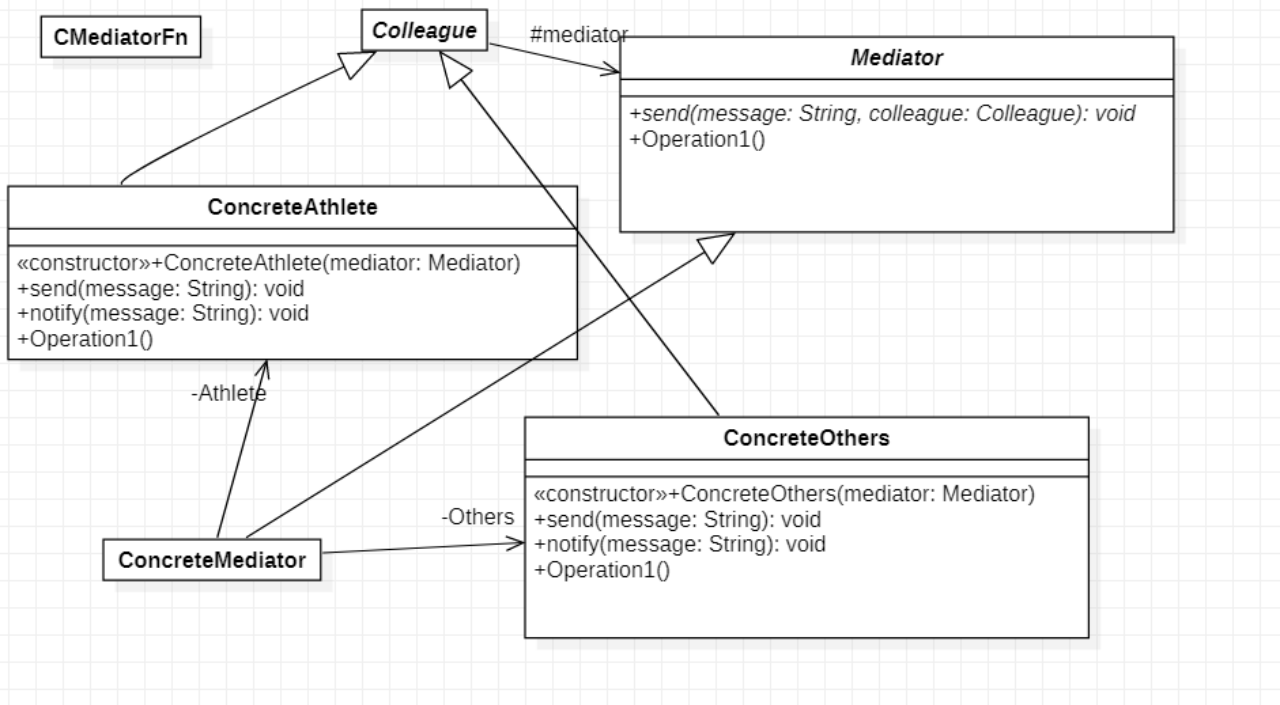 CMediatorFn
Colleague
#mediator
Mediator
+send(message: String, colleague: Colleague): void
+Operation1()
ConcreteAthlete
«constructor»+ConcreteAthlete(mediator: Mediator)
+send(message: String): void
+notify(message: String): void
+Operation1()
-Athlete
ConcreteOthers
«constructor»+ConcreteOthers(mediator: Mediator)
+send(message: String): void
+notify(message: String): void
+Operation1()
-Others
ConcreteMediator